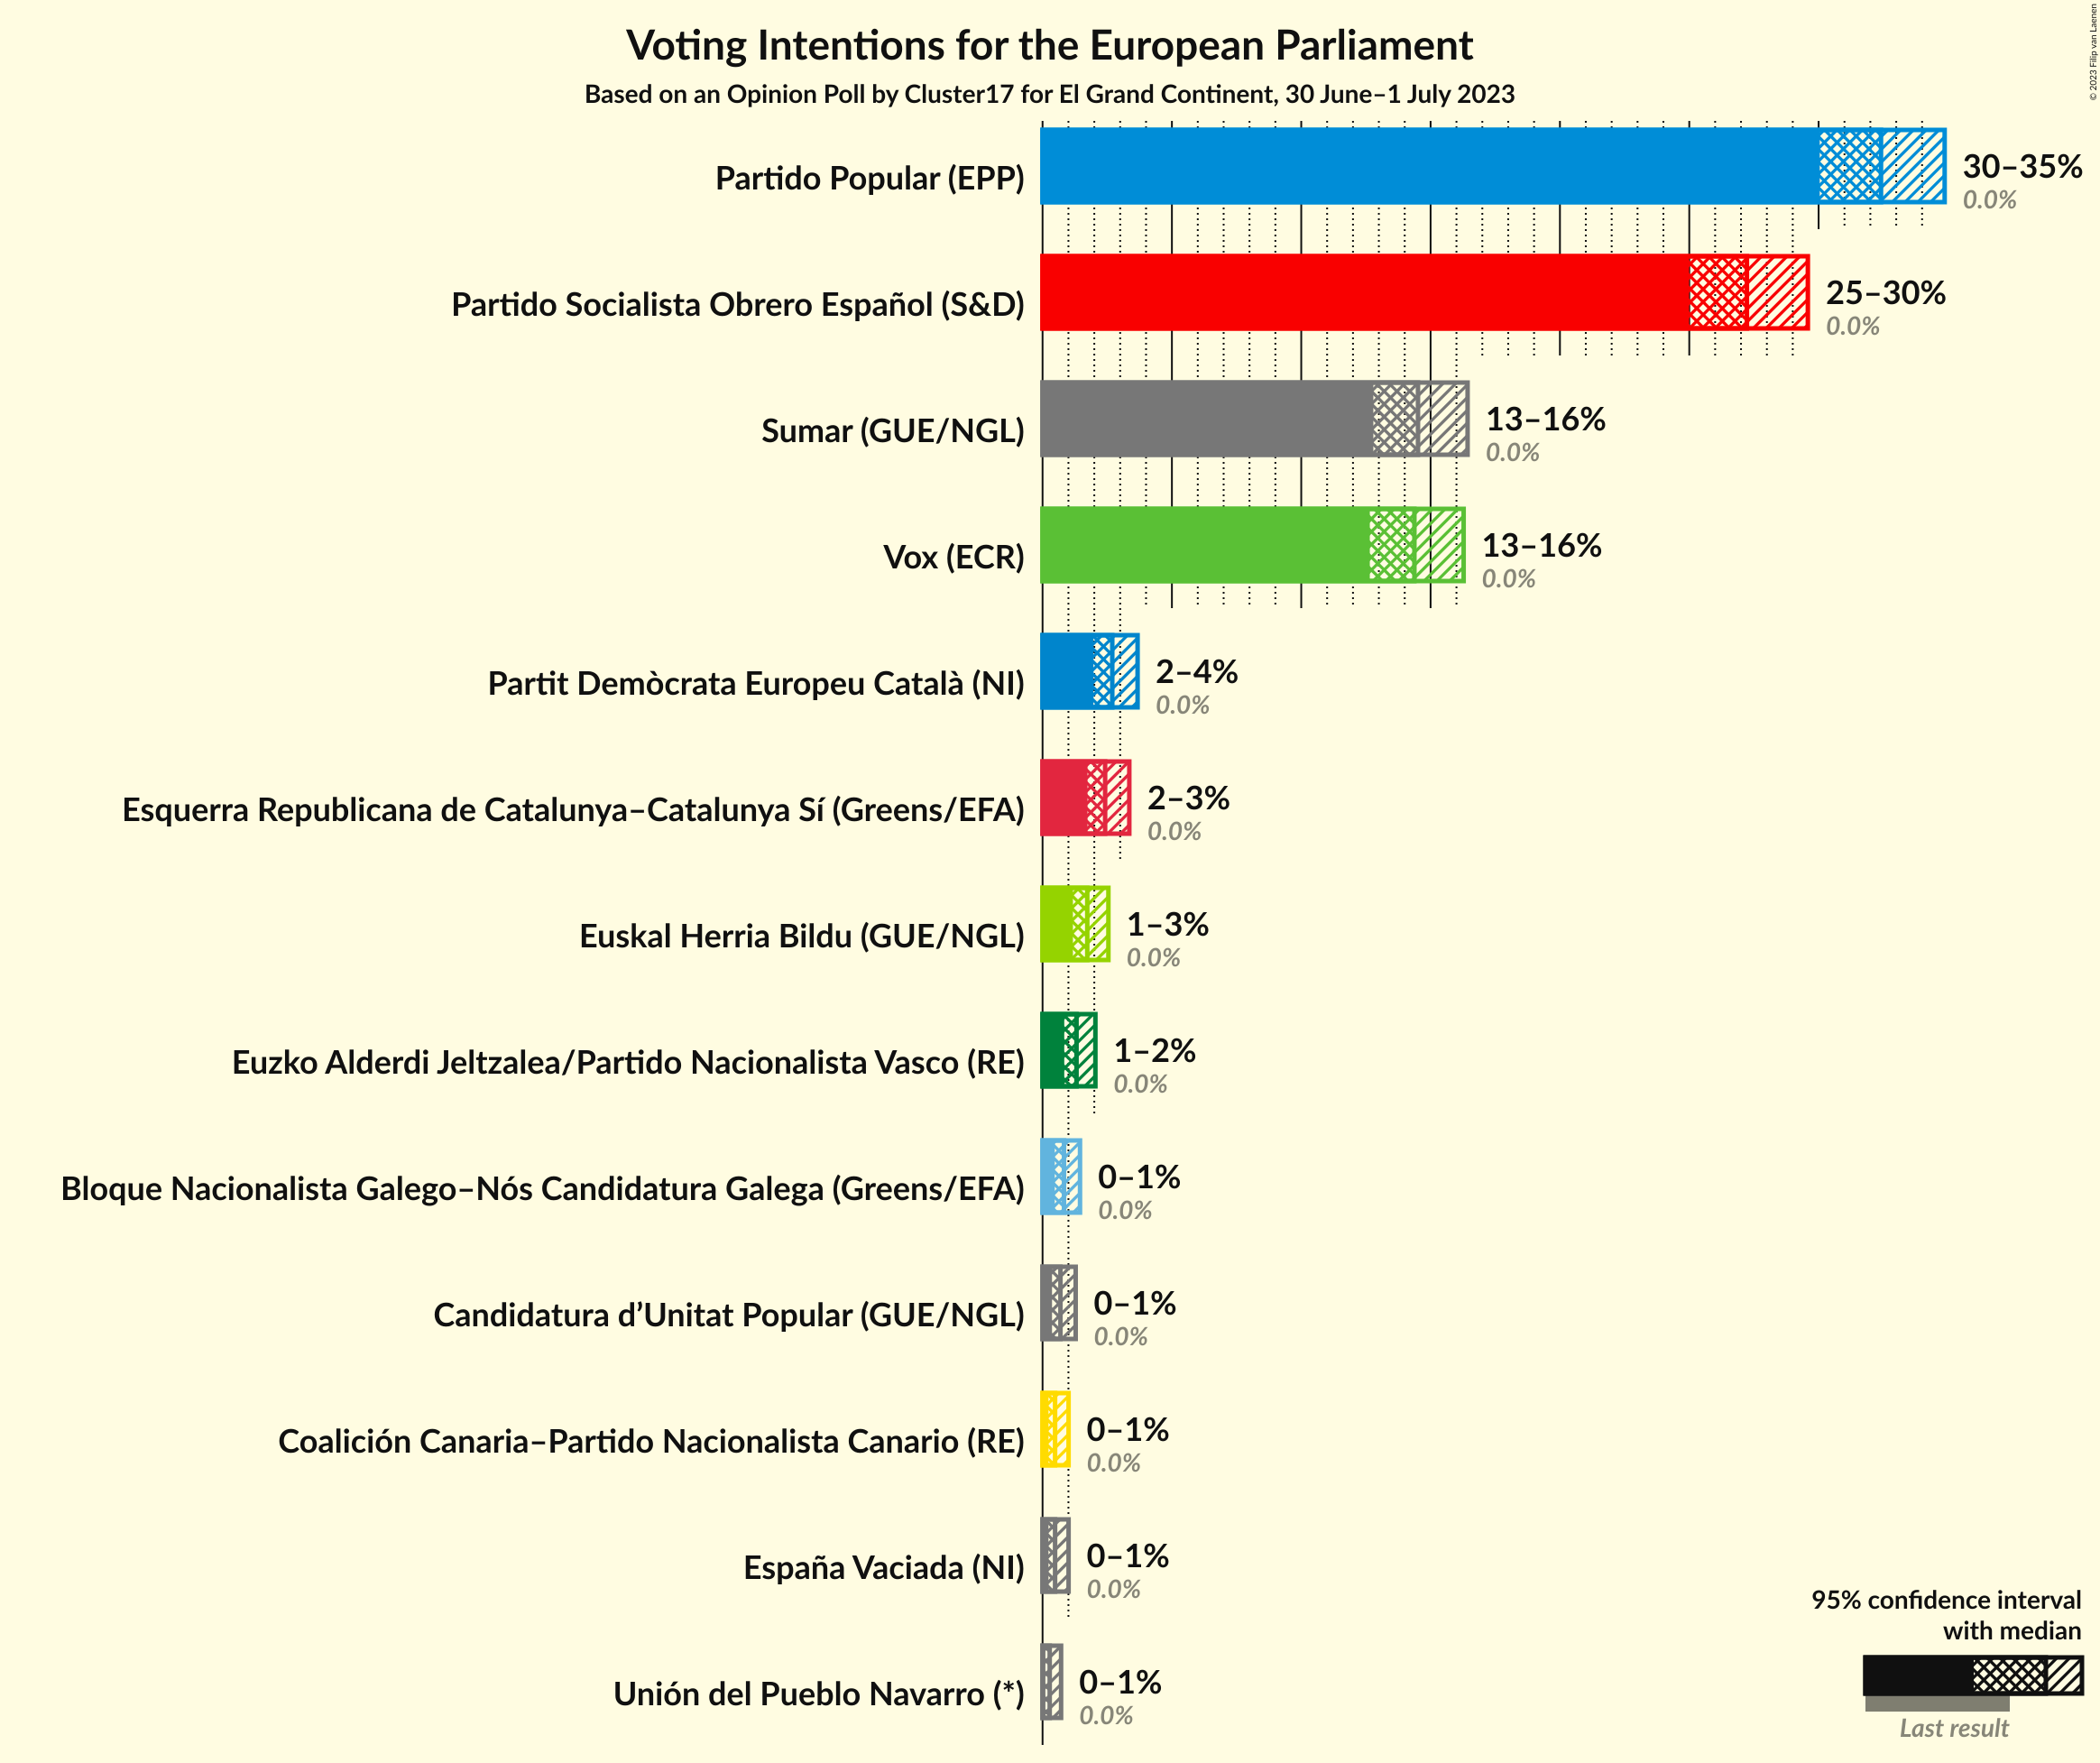 Voting Intentions for the European Parliament
Based on an Opinion Poll by Cluster17 for El Grand Continent, 30 June–1 July 2023
© 2023 Filip van Laenen
Partido Popular (EPP)
30–35%
0.0%
Partido Socialista Obrero Español (S&D)
25–30%
0.0%
Sumar (GUE/NGL)
13–16%
0.0%
Vox (ECR)
13–16%
0.0%
Partit Demòcrata Europeu Català (NI)
2–4%
0.0%
Esquerra Republicana de Catalunya–Catalunya Sí (Greens/EFA)
2–3%
0.0%
Euskal Herria Bildu (GUE/NGL)
1–3%
0.0%
Euzko Alderdi Jeltzalea/Partido Nacionalista Vasco (RE)
1–2%
0.0%
Bloque Nacionalista Galego–Nós Candidatura Galega (Greens/EFA)
0–1%
0.0%
Candidatura d’Unitat Popular (GUE/NGL)
0–1%
0.0%
Coalición Canaria–Partido Nacionalista Canario (RE)
0–1%
0.0%
España Vaciada (NI)
0–1%
0.0%
Unión del Pueblo Navarro (*)
0–1%
0.0%
95% confidence interval
with median
Last result